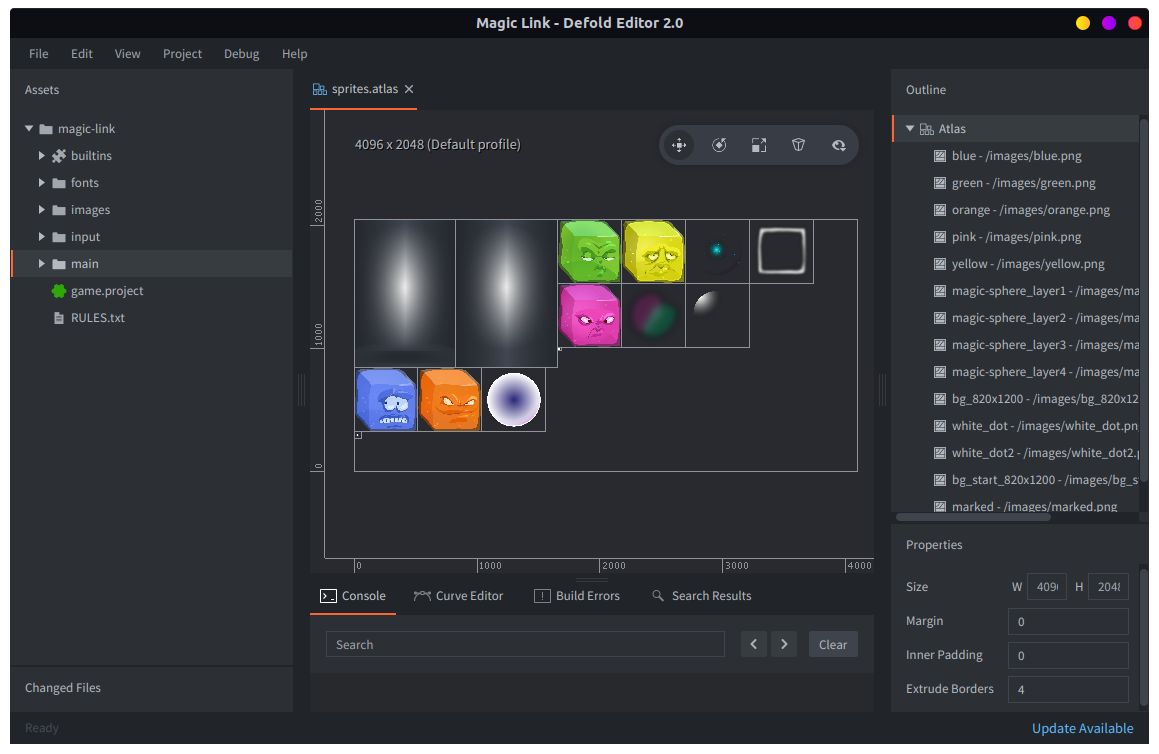 Magic Link - Defold Editor 2.0
File Edit View Project Debug Help
Assets
magic-link
builtins
fonts
images
input
main
game.project
RULES.txt
Changed Files
Ready
sprites.atlas
4096 x 2048 (Default profile)
2000
1000
0
0 1000 2000 3000 4000
Console Curve Editor Build Errors Search Results
Search Clear
Outline
Atlas
blue - /images/blue.png
green - /images/green.png
orange - /images/orange.png
pink - /images/pink.png
yellow - /images/yellow.png
magic-sphere_layer1 - /images/ma
magic-sphere_layer2 - /images/ma
magic-sphere_layer3 - /images/ma
magic-sphere_layer4 - /images/ma
bg_820x1200 - /images/bg_820x12
white_dot - /images/white_dot.pn
white_dot2 - /images/white_dot2.p
bg_start_820x1200 - /images/bg_s
marked - /images/marked.png
Properties
Size W 4096 H 2048
Margin 0
Inner Padding 0
Extrude Borders 4
Update Available